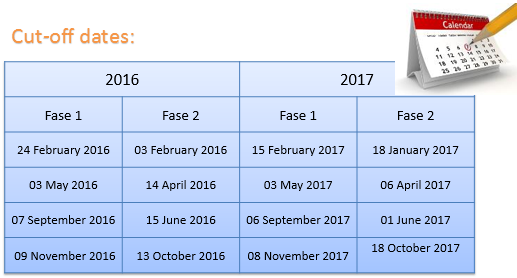 Cut-off dates:
Calendar
2016 2017
Fase 1 Fase 2 Fase 1 Fase 2
24 February 2016 03 February 2016 15 February 2017 18 January 2017
03 May 2016 14 April 2016 03 May 2017 06 April 2017
07 September 2016 15 June 2016 06 September 2017 01 June 2017
09 November 2016 13 October 2016 08 November 2017 18 October 2017